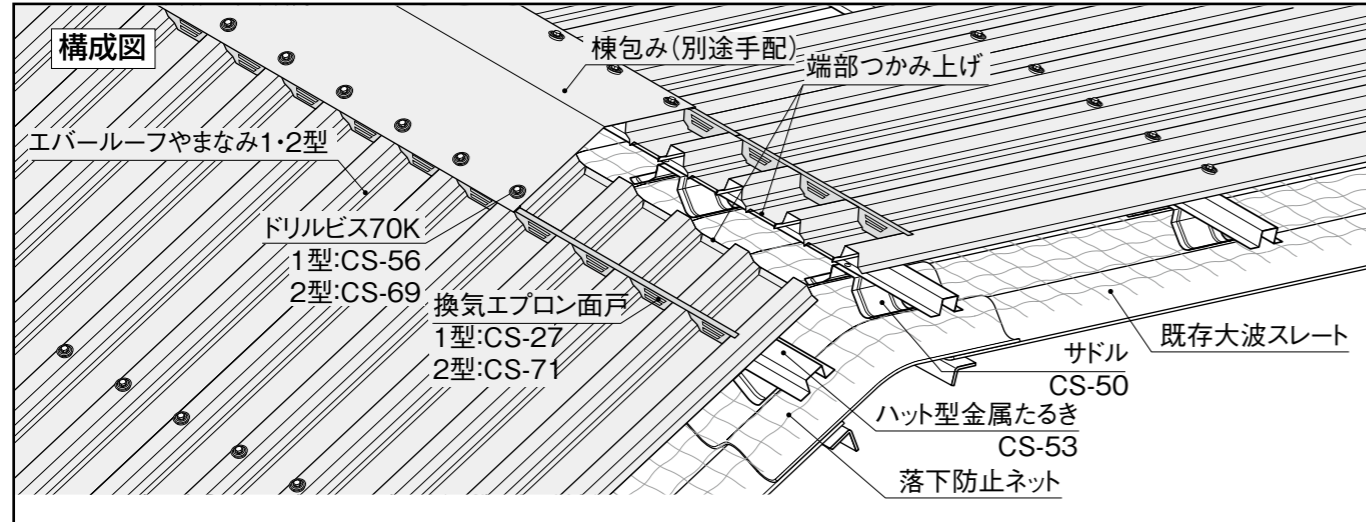 構成図
棟包み(別途手配)
端部つかみ上げ
エバールーフやまなみ1・2型
ドリルビス70K
1型:CS-56
2型:CS-69
換気エプロン面戸
1型:CS-27
2型:CS-71
既存大波スレート
サドル
CS-50
ハット型金属たるき
CS-53
落下防止ネット